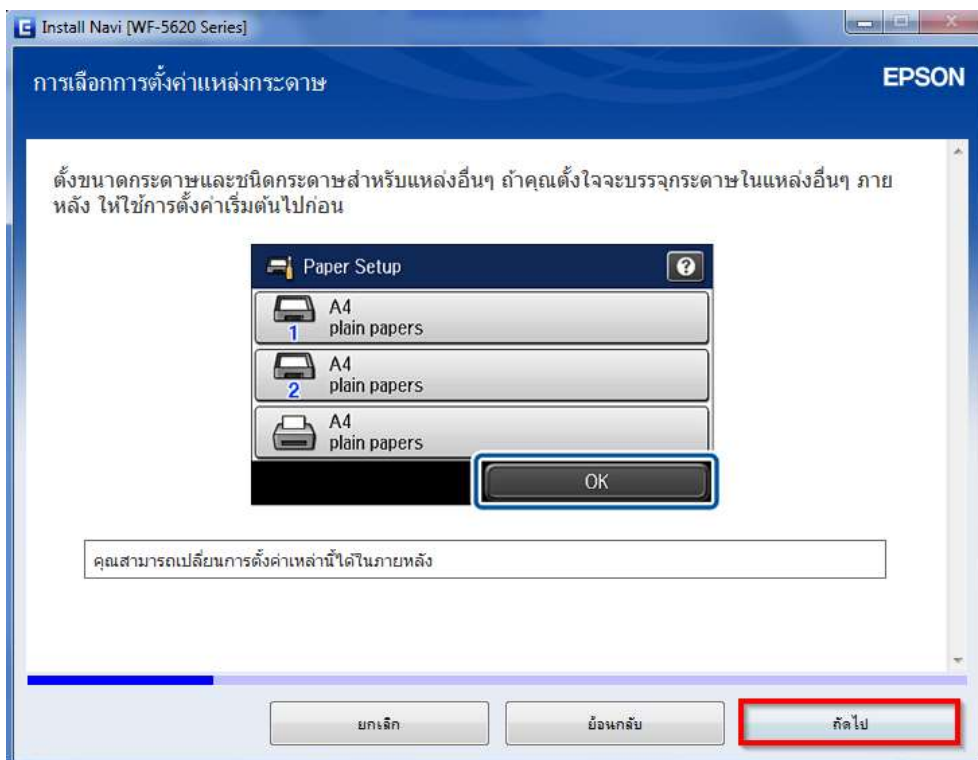 Install Navi [WF-5620 Series]
การเลือกการตั้งค่าแหล่งกระดาษ
EPSON
ตั้งขนาดกระดาษและชนิดกระดาษสำหรับแหล่งอื่นๆ ถ้าคุณตั้งใจจะบรรจุกระดาษในแหล่งอื่นๆ ภาย
หลัง ให้ใช้การตั้งค่าเริ่มต้นไปก่อน
Paper Setup
?
A4
1
plain papers
A4
2
plain papers
A4
plain papers
OK
คุณสามารถเปลี่ยนการตั้งค่าเหล่านี้ได้ในภายหลัง
ยกเลิก
ย้อนกลับ
ถัดไป